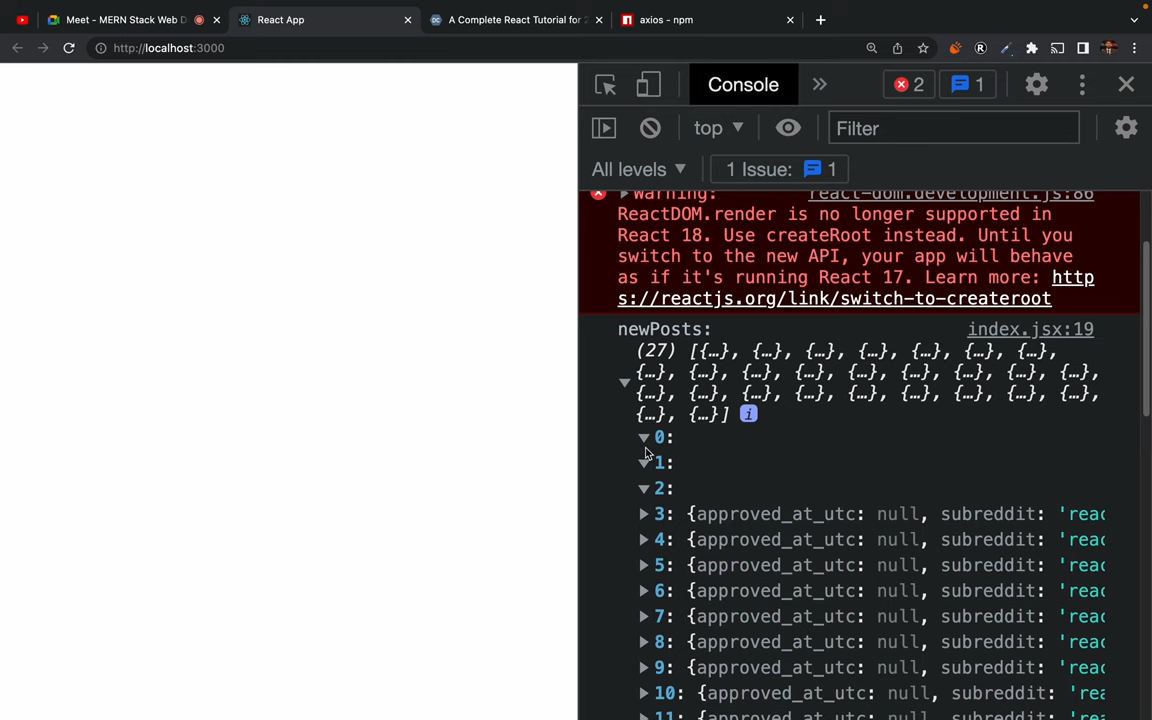 Meet - MERN Stack Web D
React App
A Complete React Tutorial for 2
axios - npm
http://localhost:3000
Console
2
1
top
Filter
All levels
1 Issue: 1
Warning: react-dom.development.js:86
ReactDOM.render is no longer supported in
React 18. Use createRoot instead. Until you
switch to the new API, your app will behave
as if it's running React 17. Learn more: http
s://reactjs.org/link/switch-to-createroot
newPosts: index.jsx:19
(27) [{…}, {…}, {…}, {…}, {…}, {…}, {…},
{…}, {…}, {…}, {…}, {…}, {…}, {…}, {…}, {…},
{…}, {…}, {…}, {…}, {…}, {…}, {…}, {…}, {…},
{…}, {…}]
0:
1:
2:
3: {approved_at_utc: null, subreddit: 'reac
4: {approved_at_utc: null, subreddit: 'reac
5: {approved_at_utc: null, subreddit: 'reac
6: {approved_at_utc: null, subreddit: 'reac
7: {approved_at_utc: null, subreddit: 'reac
8: {approved_at_utc: null, subreddit: 'reac
9: {approved_at_utc: null, subreddit: 'reac
10: {approved_at_utc: null, subreddit: 'rea
11: {approved_at_utc: null, subreddit: 'rea